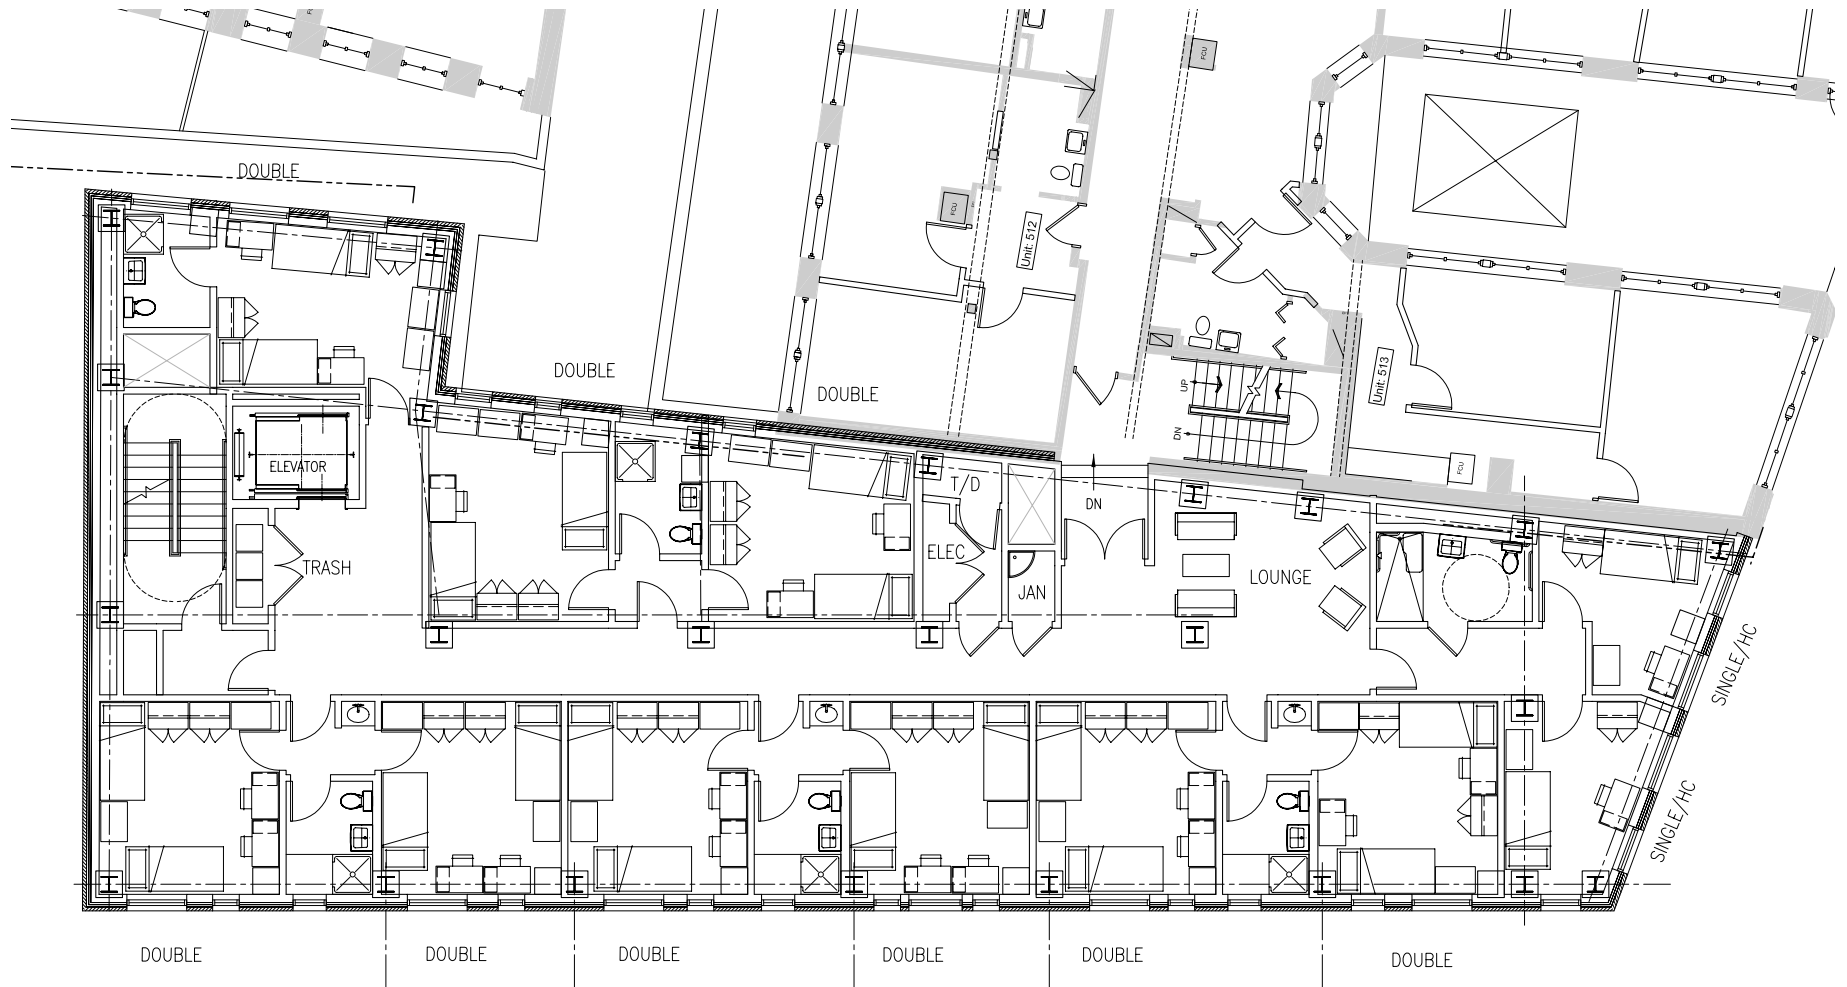 FCU
DOUBLE
FCU
Unit: 512
DOUBLE
DOUBLE
UP
DN
Unit: 513
FCU
ELEVATOR
T/D
DN
ELEC
TRASH
JAN
LOUNGE
SINGLE/HC
SINGLE/HC
DOUBLE
DOUBLE
DOUBLE
DOUBLE
DOUBLE
DOUBLE